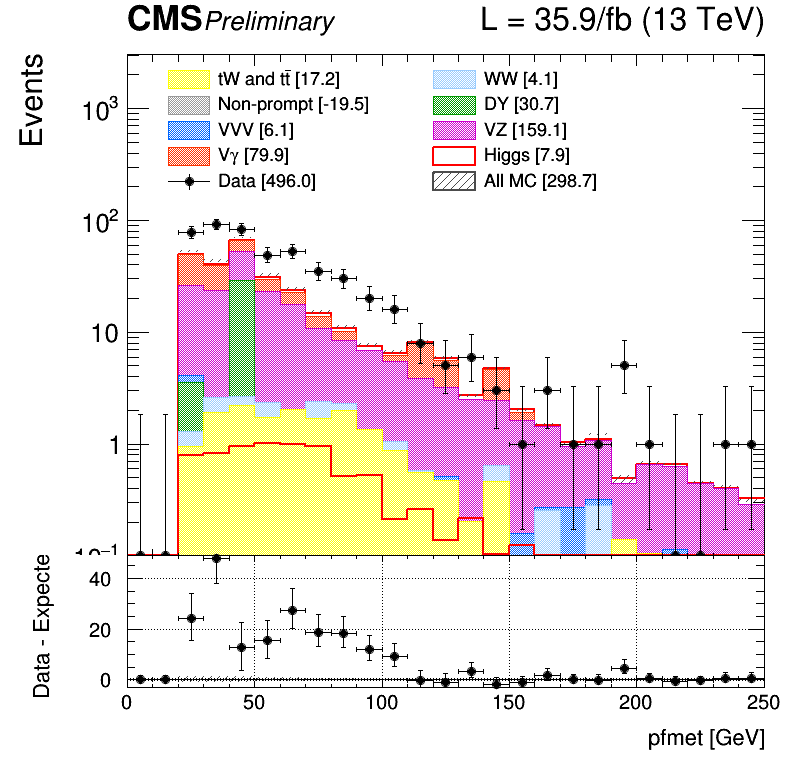 CMS Preliminary L = 35.9/fb (13 TeV)
Events
tW and tt̄ [17.2] WW [4.1]
Non-prompt [-19.5] DY [30.7]
VVV [6.1] VZ [159.1]
Vγ [79.9] Higgs [7.9]
Data [496.0] All MC [298.7]
10³
10²
10
1
10⁻¹
Data - Expecte
40
20
0
0 50 100 150 200 250
pfmet [GeV]